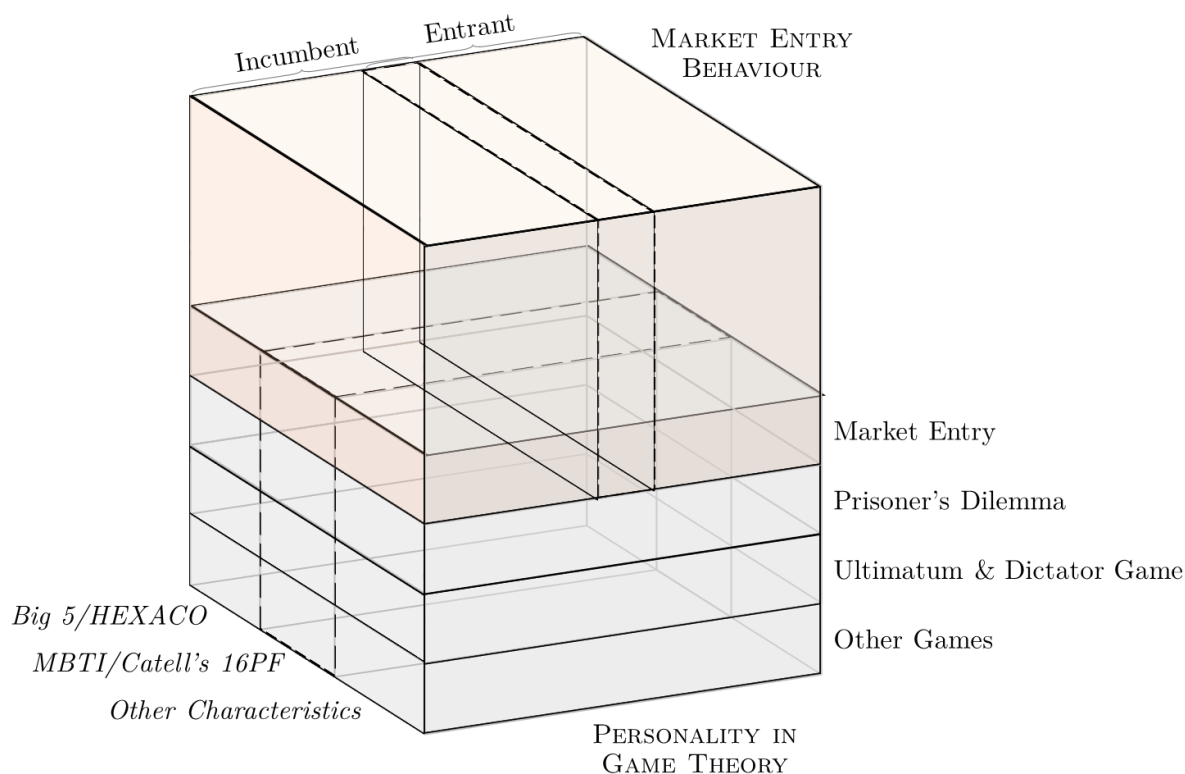 Incumbent
Entrant
Market Entry
Behaviour
Market Entry
Prisoner's Dilemma
Ultimatum & Dictator Game
Other Games
Big 5/HEXACO
MBTI/Catell's 16PF
Other Characteristics
Personality in
Game Theory